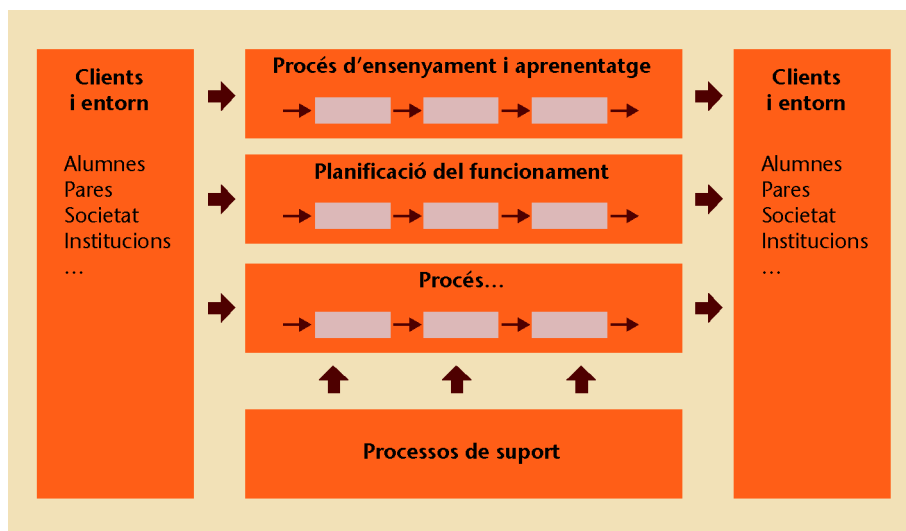 Clients
i entorn
Alumnes
Pares
Societat
Institucions
…
Procés d’ensenyament i aprenentatge
Planificació del funcionament
Procés…
Processos de suport
Clients
i entorn
Alumnes
Pares
Societat
Institucions
…